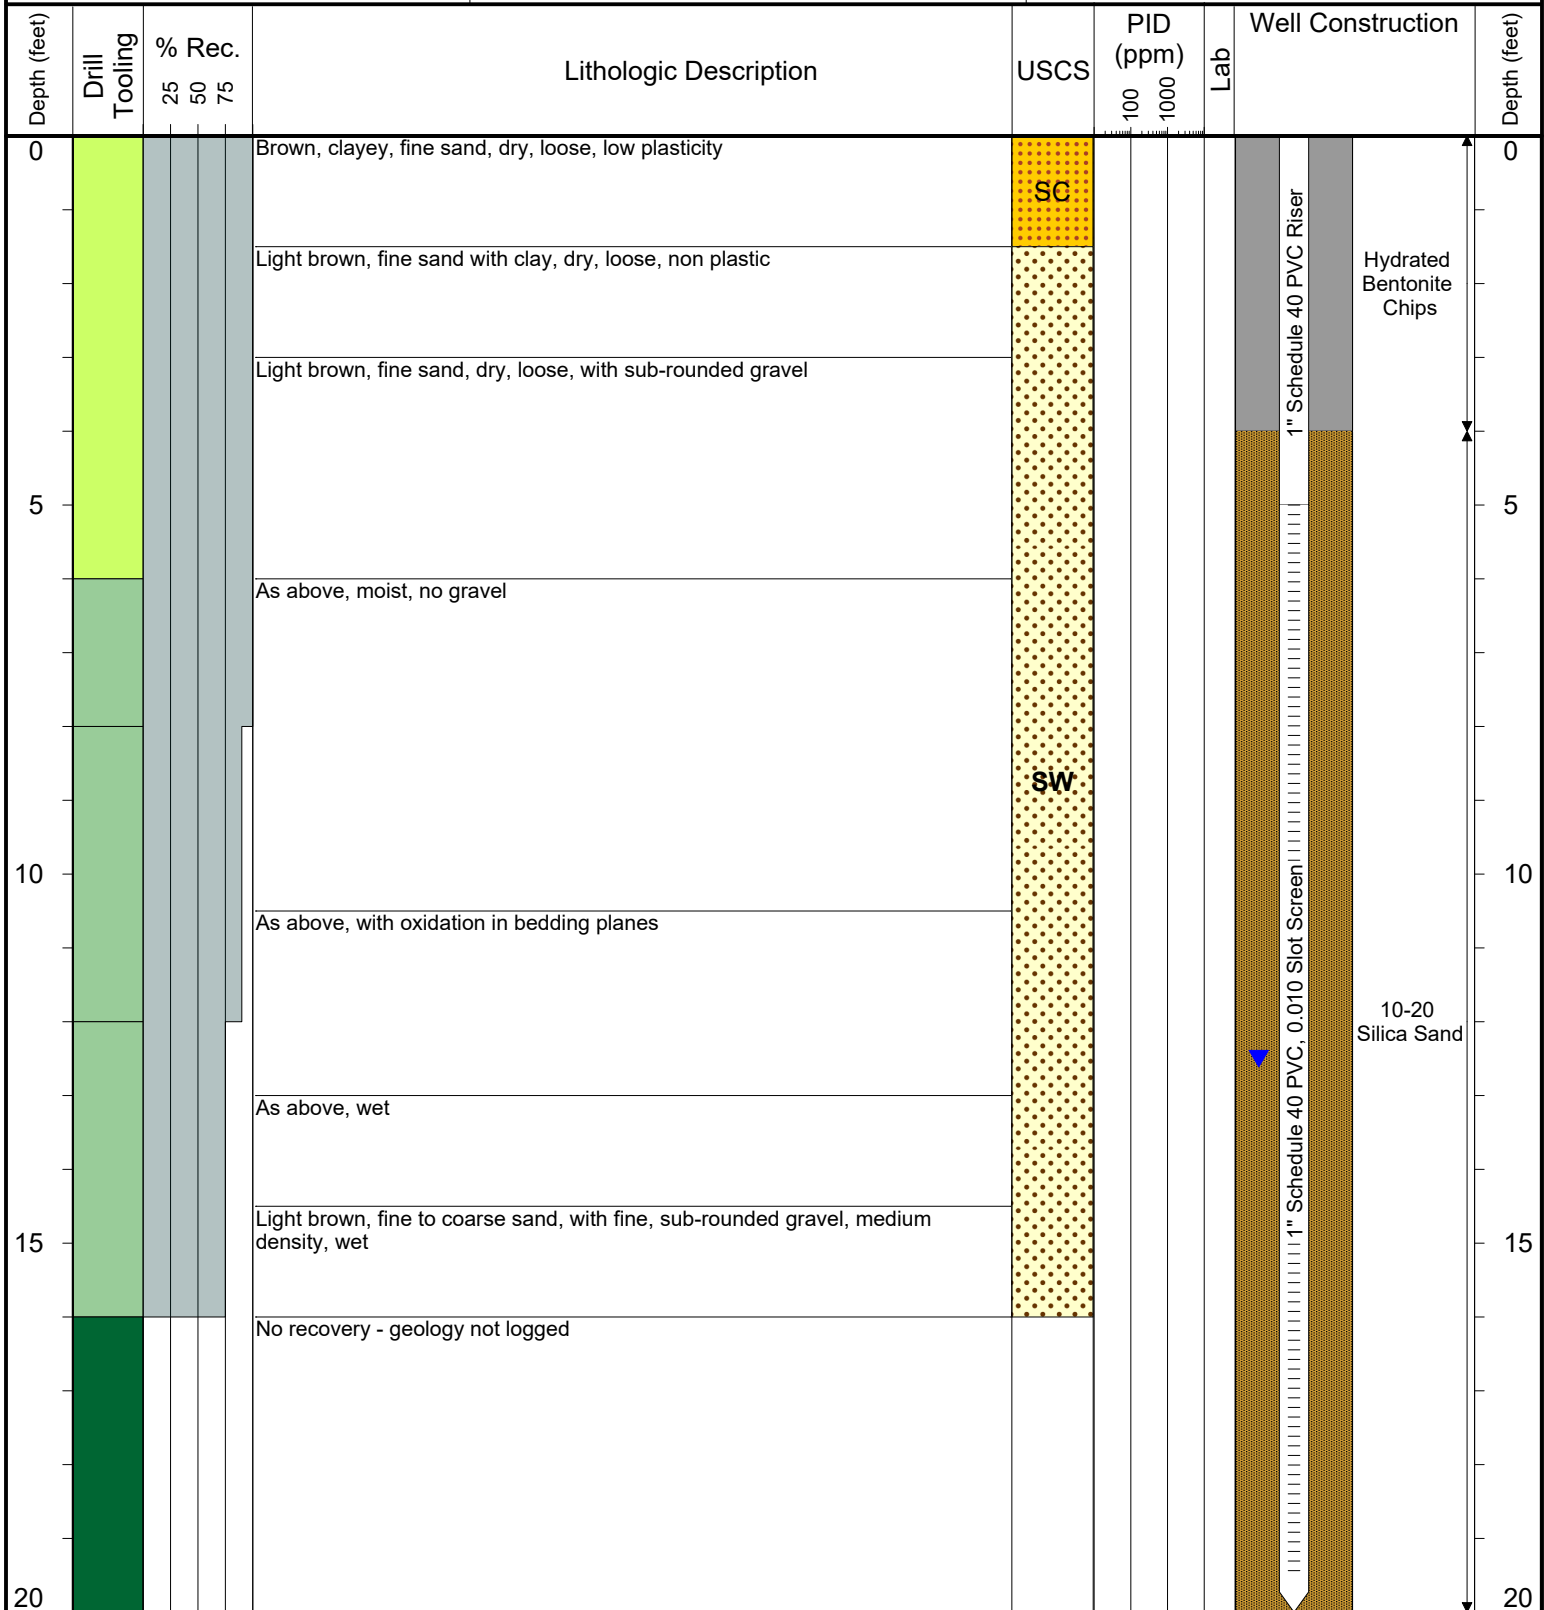 Depth (feet)
Drill
Tooling
% Rec.
25
50
75
Lithologic Description
USCS
PID
(ppm)
100
1000
Lab
Well Construction
Depth (feet)
0
Brown, clayey, fine sand, dry, loose, low plasticity
SC
0
Light brown, fine sand with clay, dry, loose, non plastic
1" Schedule 40 PVC Riser
Hydrated
Bentonite
Chips
Light brown, fine sand, dry, loose, with sub-rounded gravel
5
5
As above, moist, no gravel
SW
10
10
As above, with oxidation in bedding planes
1" Schedule 40 PVC, 0.010 Slot Screen
10-20
Silica Sand
As above, wet
Light brown, fine to coarse sand, with fine, sub-rounded gravel, medium
density, wet
15
15
No recovery - geology not logged
20
20